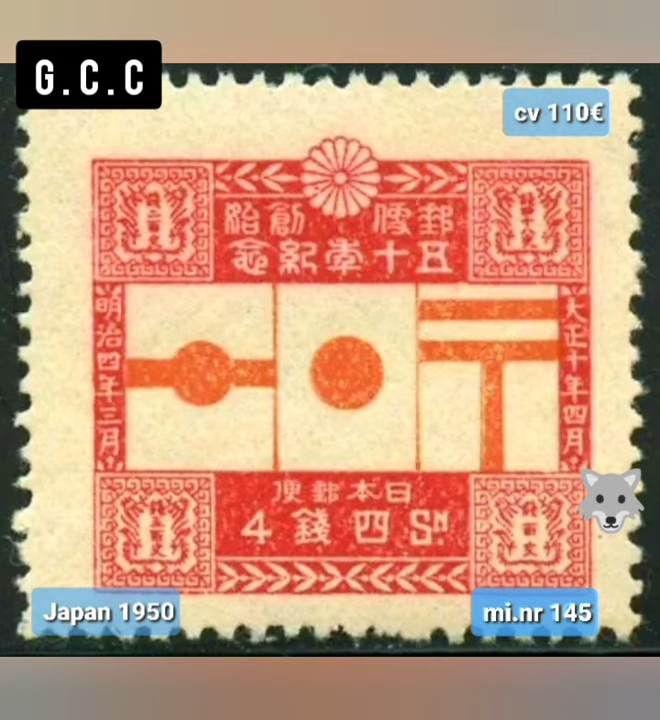 G.C.C
cv 110€
郵便創始
五十年紀念
大正十年四月
明治四年三月
日本郵便
4 錢四 Sn
Japan 1950
mi.nr 145